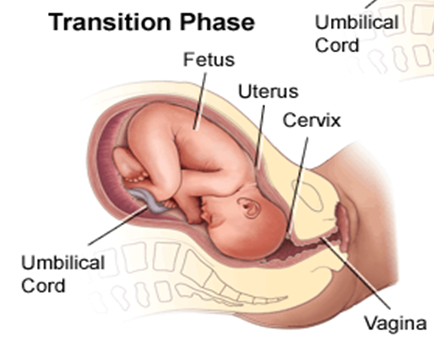 Transition Phase
Umbilical
Cord
Fetus
Uterus
Cervix
Umbilical
Cord
Vagina